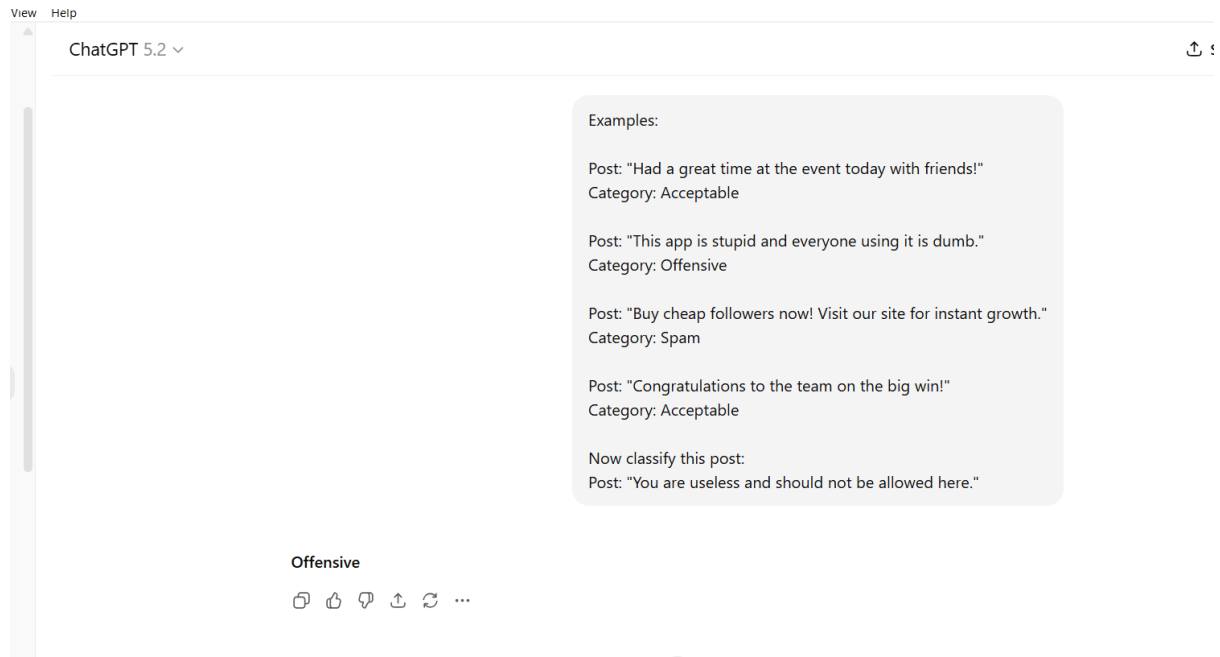 View Help
ChatGPT 5.2
Examples:
Post: "Had a great time at the event today with friends!"
Category: Acceptable
Post: "This app is stupid and everyone using it is dumb."
Category: Offensive
Post: "Buy cheap followers now! Visit our site for instant growth."
Category: Spam
Post: "Congratulations to the team on the big win!"
Category: Acceptable
Now classify this post:
Post: "You are useless and should not be allowed here."
Offensive